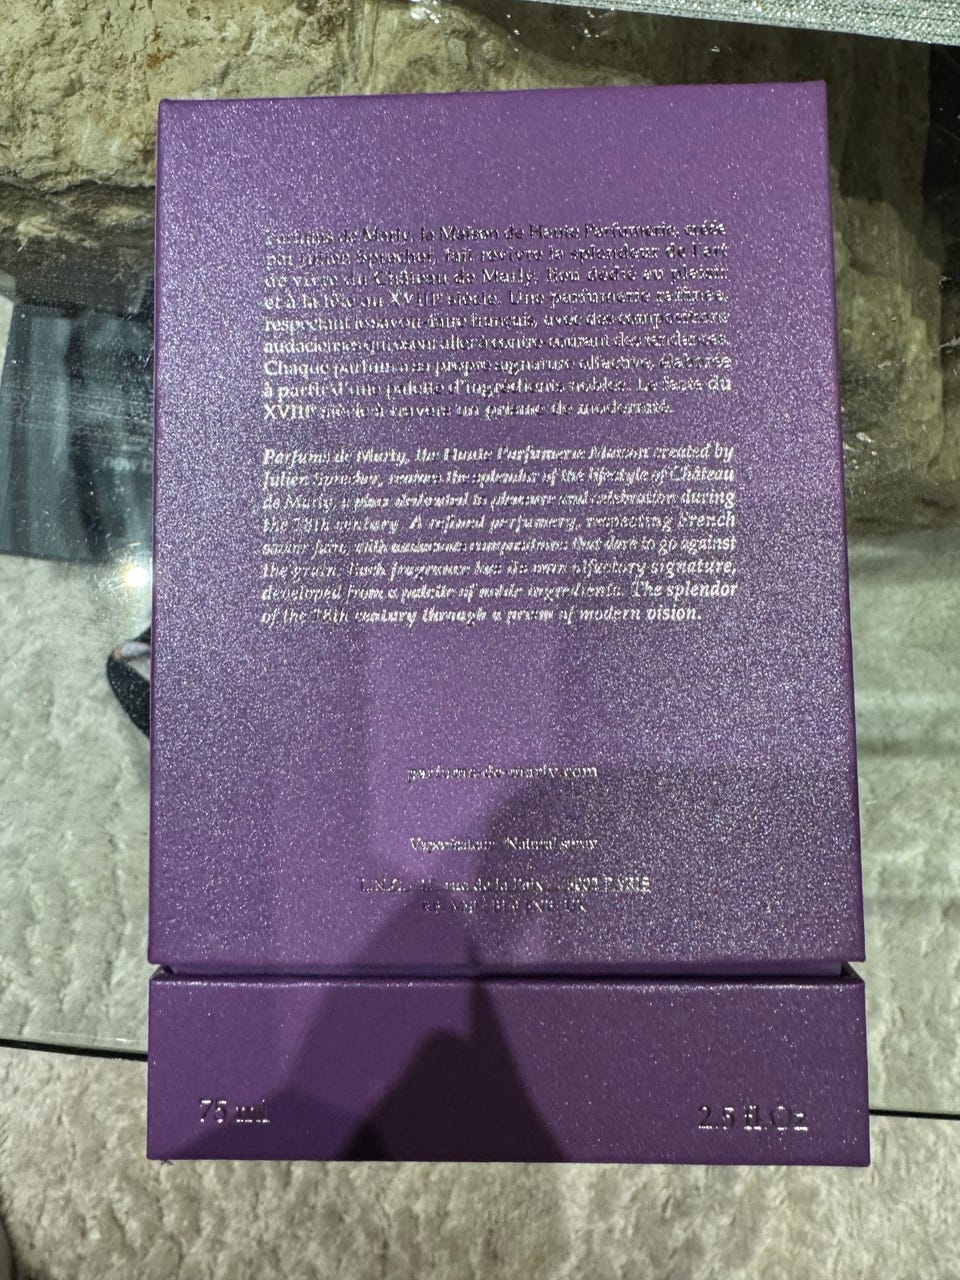 Parfums de Marly, la Maison de Haute Parfumerie, créée
par Julien Sprecher, fait revivre la splendeur de l'art
de vivre du Château de Marly, lieu dédié au plaisir
et à la fête au XVIIIe siècle. Une parfumerie raffinée,
respectant le savoir-faire français, avec des compositions
audacieuses qui osent aller à contre courant des tendances.
Chaque parfum a sa propre signature olfactive, élaborée
à partir d'une palette d'ingrédients nobles. Le faste du
XVIIIe siècle à travers un prisme de modernité.
Parfums de Marly, the Haute Parfumerie Maison created by
Julien Sprecher, revives the splendor of the lifestyle of Château
de Marly, a place dedicated to pleasure and celebration during
the 18th century. A refined perfumery, respecting French
savoir faire, with audacious compositions that dare to go against
the grain. Each fragrance has its own olfactory signature,
developed from a palette of noble ingredients. The splendor
of the 18th century through a prism of modern vision.
parfums-de-marly.com
Vaporisateur Natural spray
rue de la Paix 75002 PARIS
UK
75 ml
2.5 fl.Oz